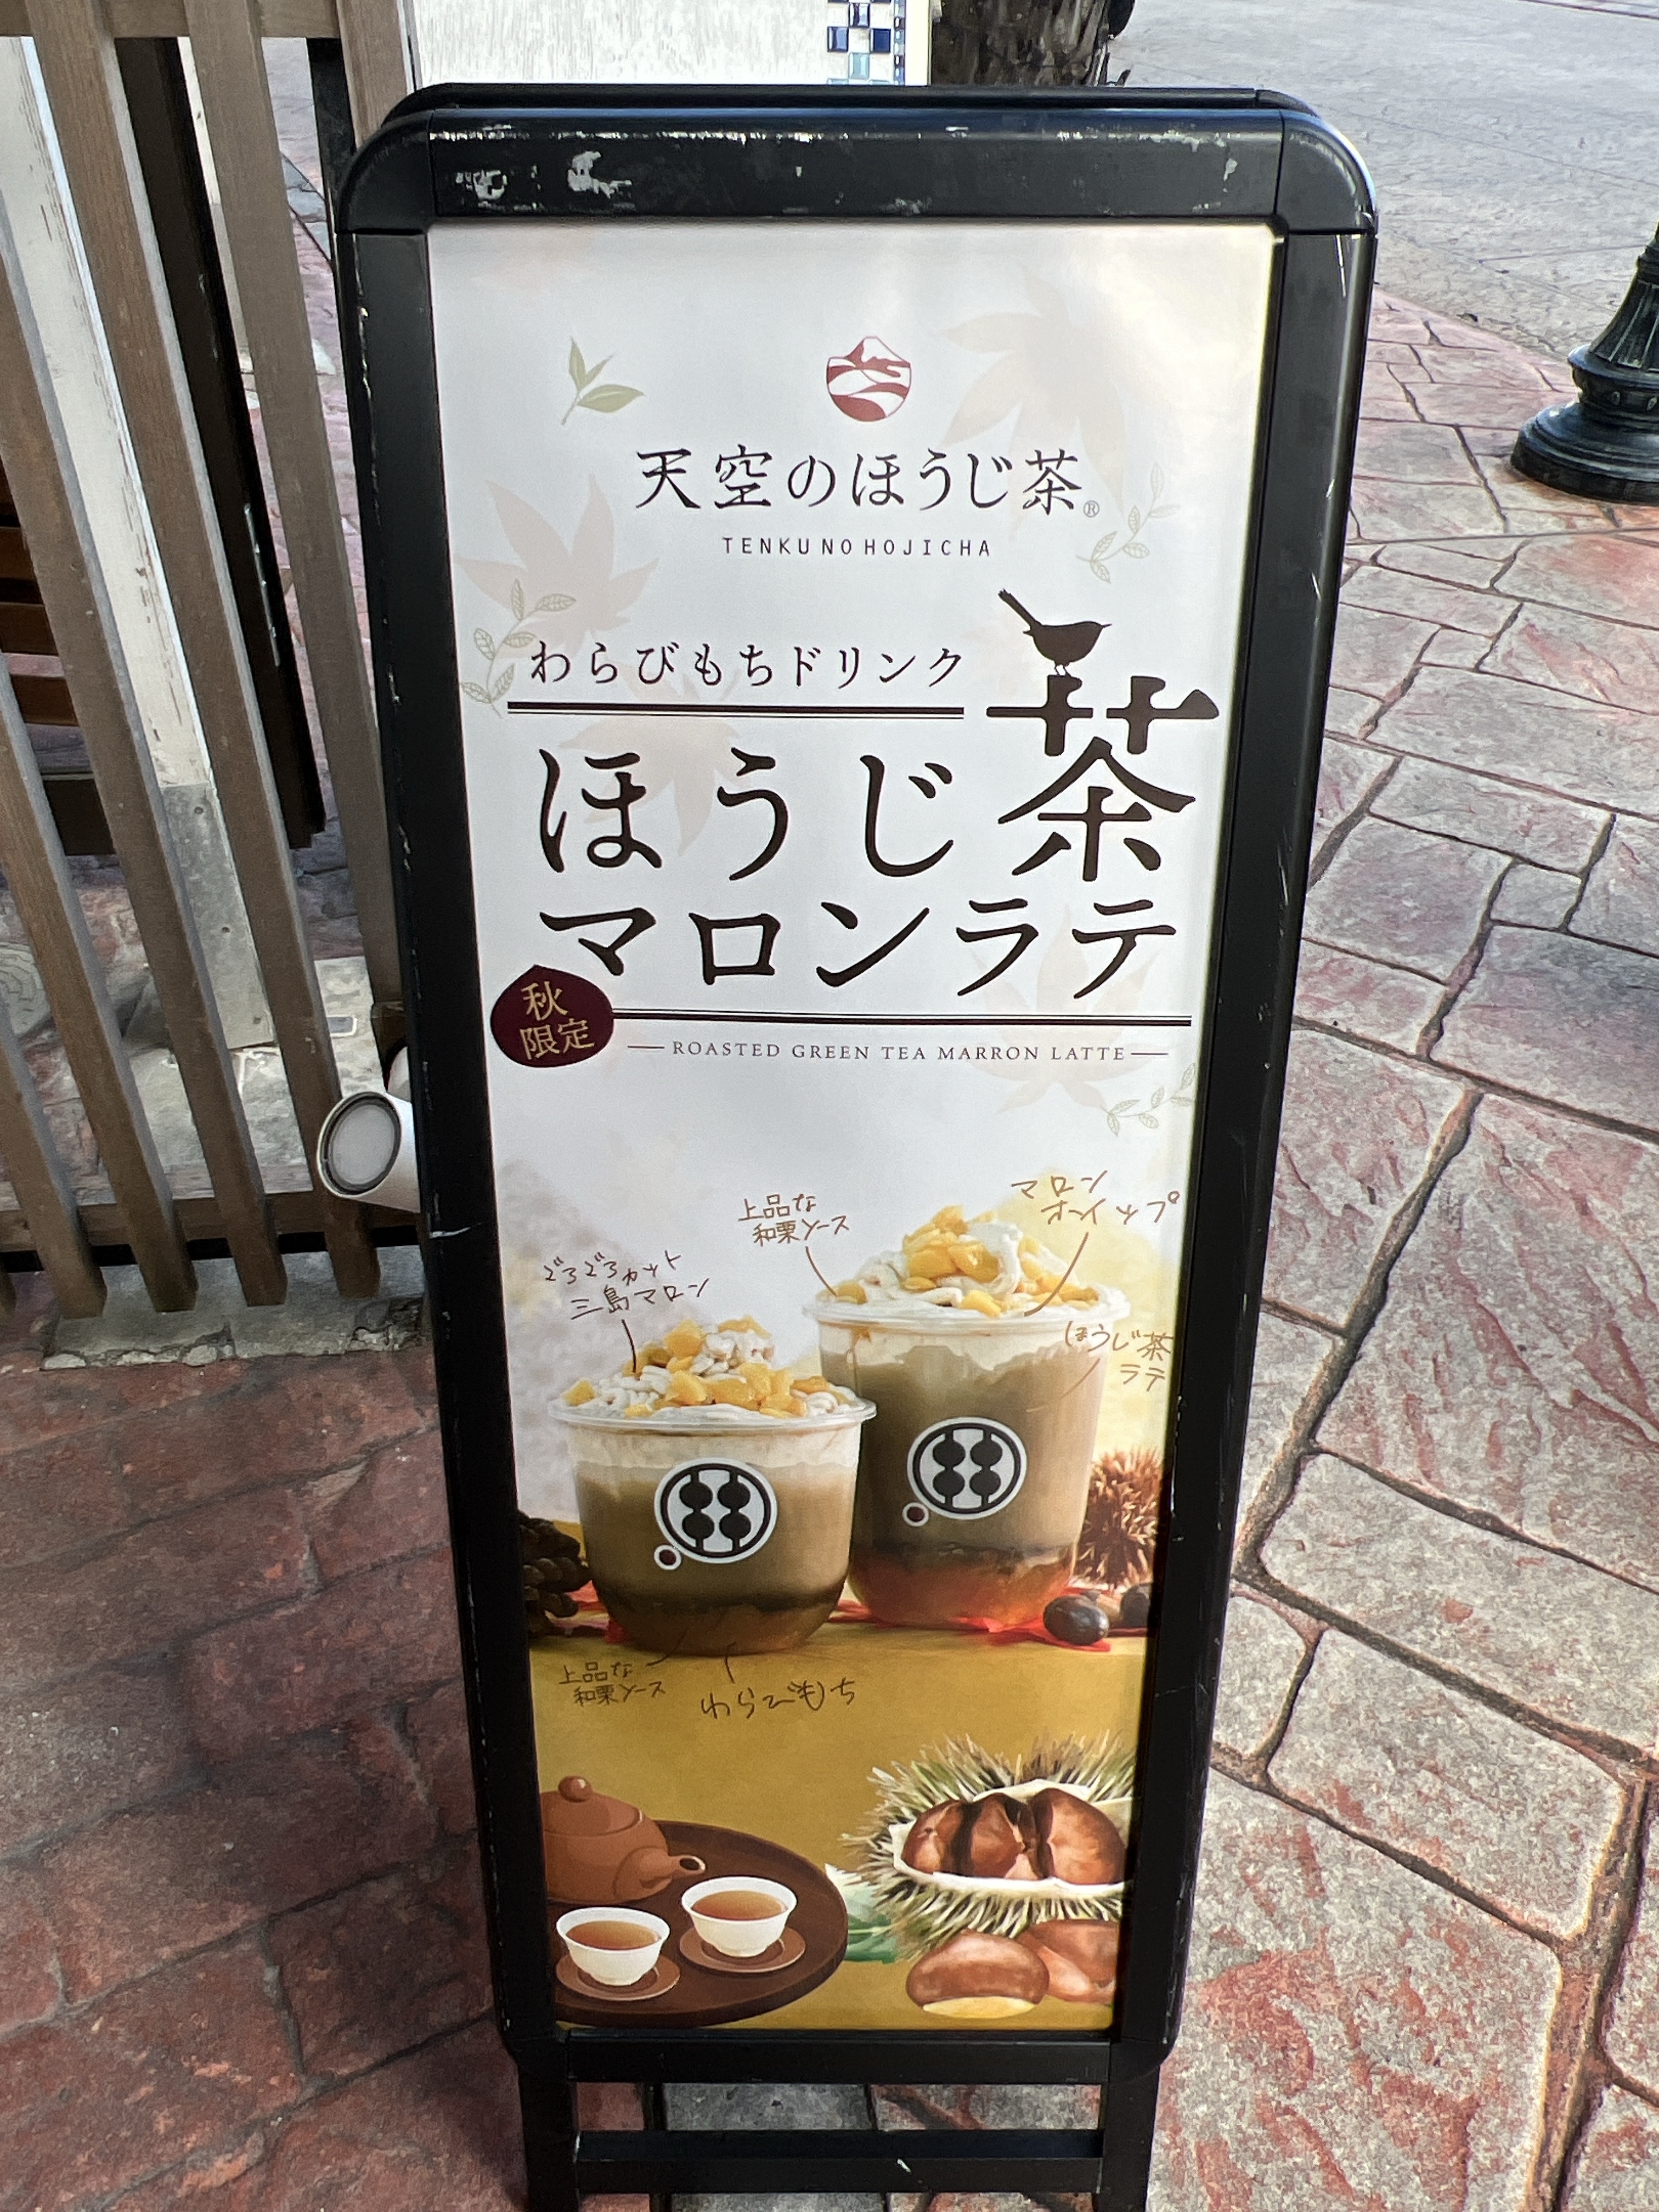 天空のほうじ茶®
TENKU NO HOJICHA
わらびもちドリンク
ほうじ茶
マロンラテ
秋
限定
ROASTED GREEN TEA MARRON LATTE
マロン
ホイップ
上品な
和栗ソース
ごろごろカット
三島マロン
ほうじ茶
ラテ
上品な
和栗ソース
わらびもち